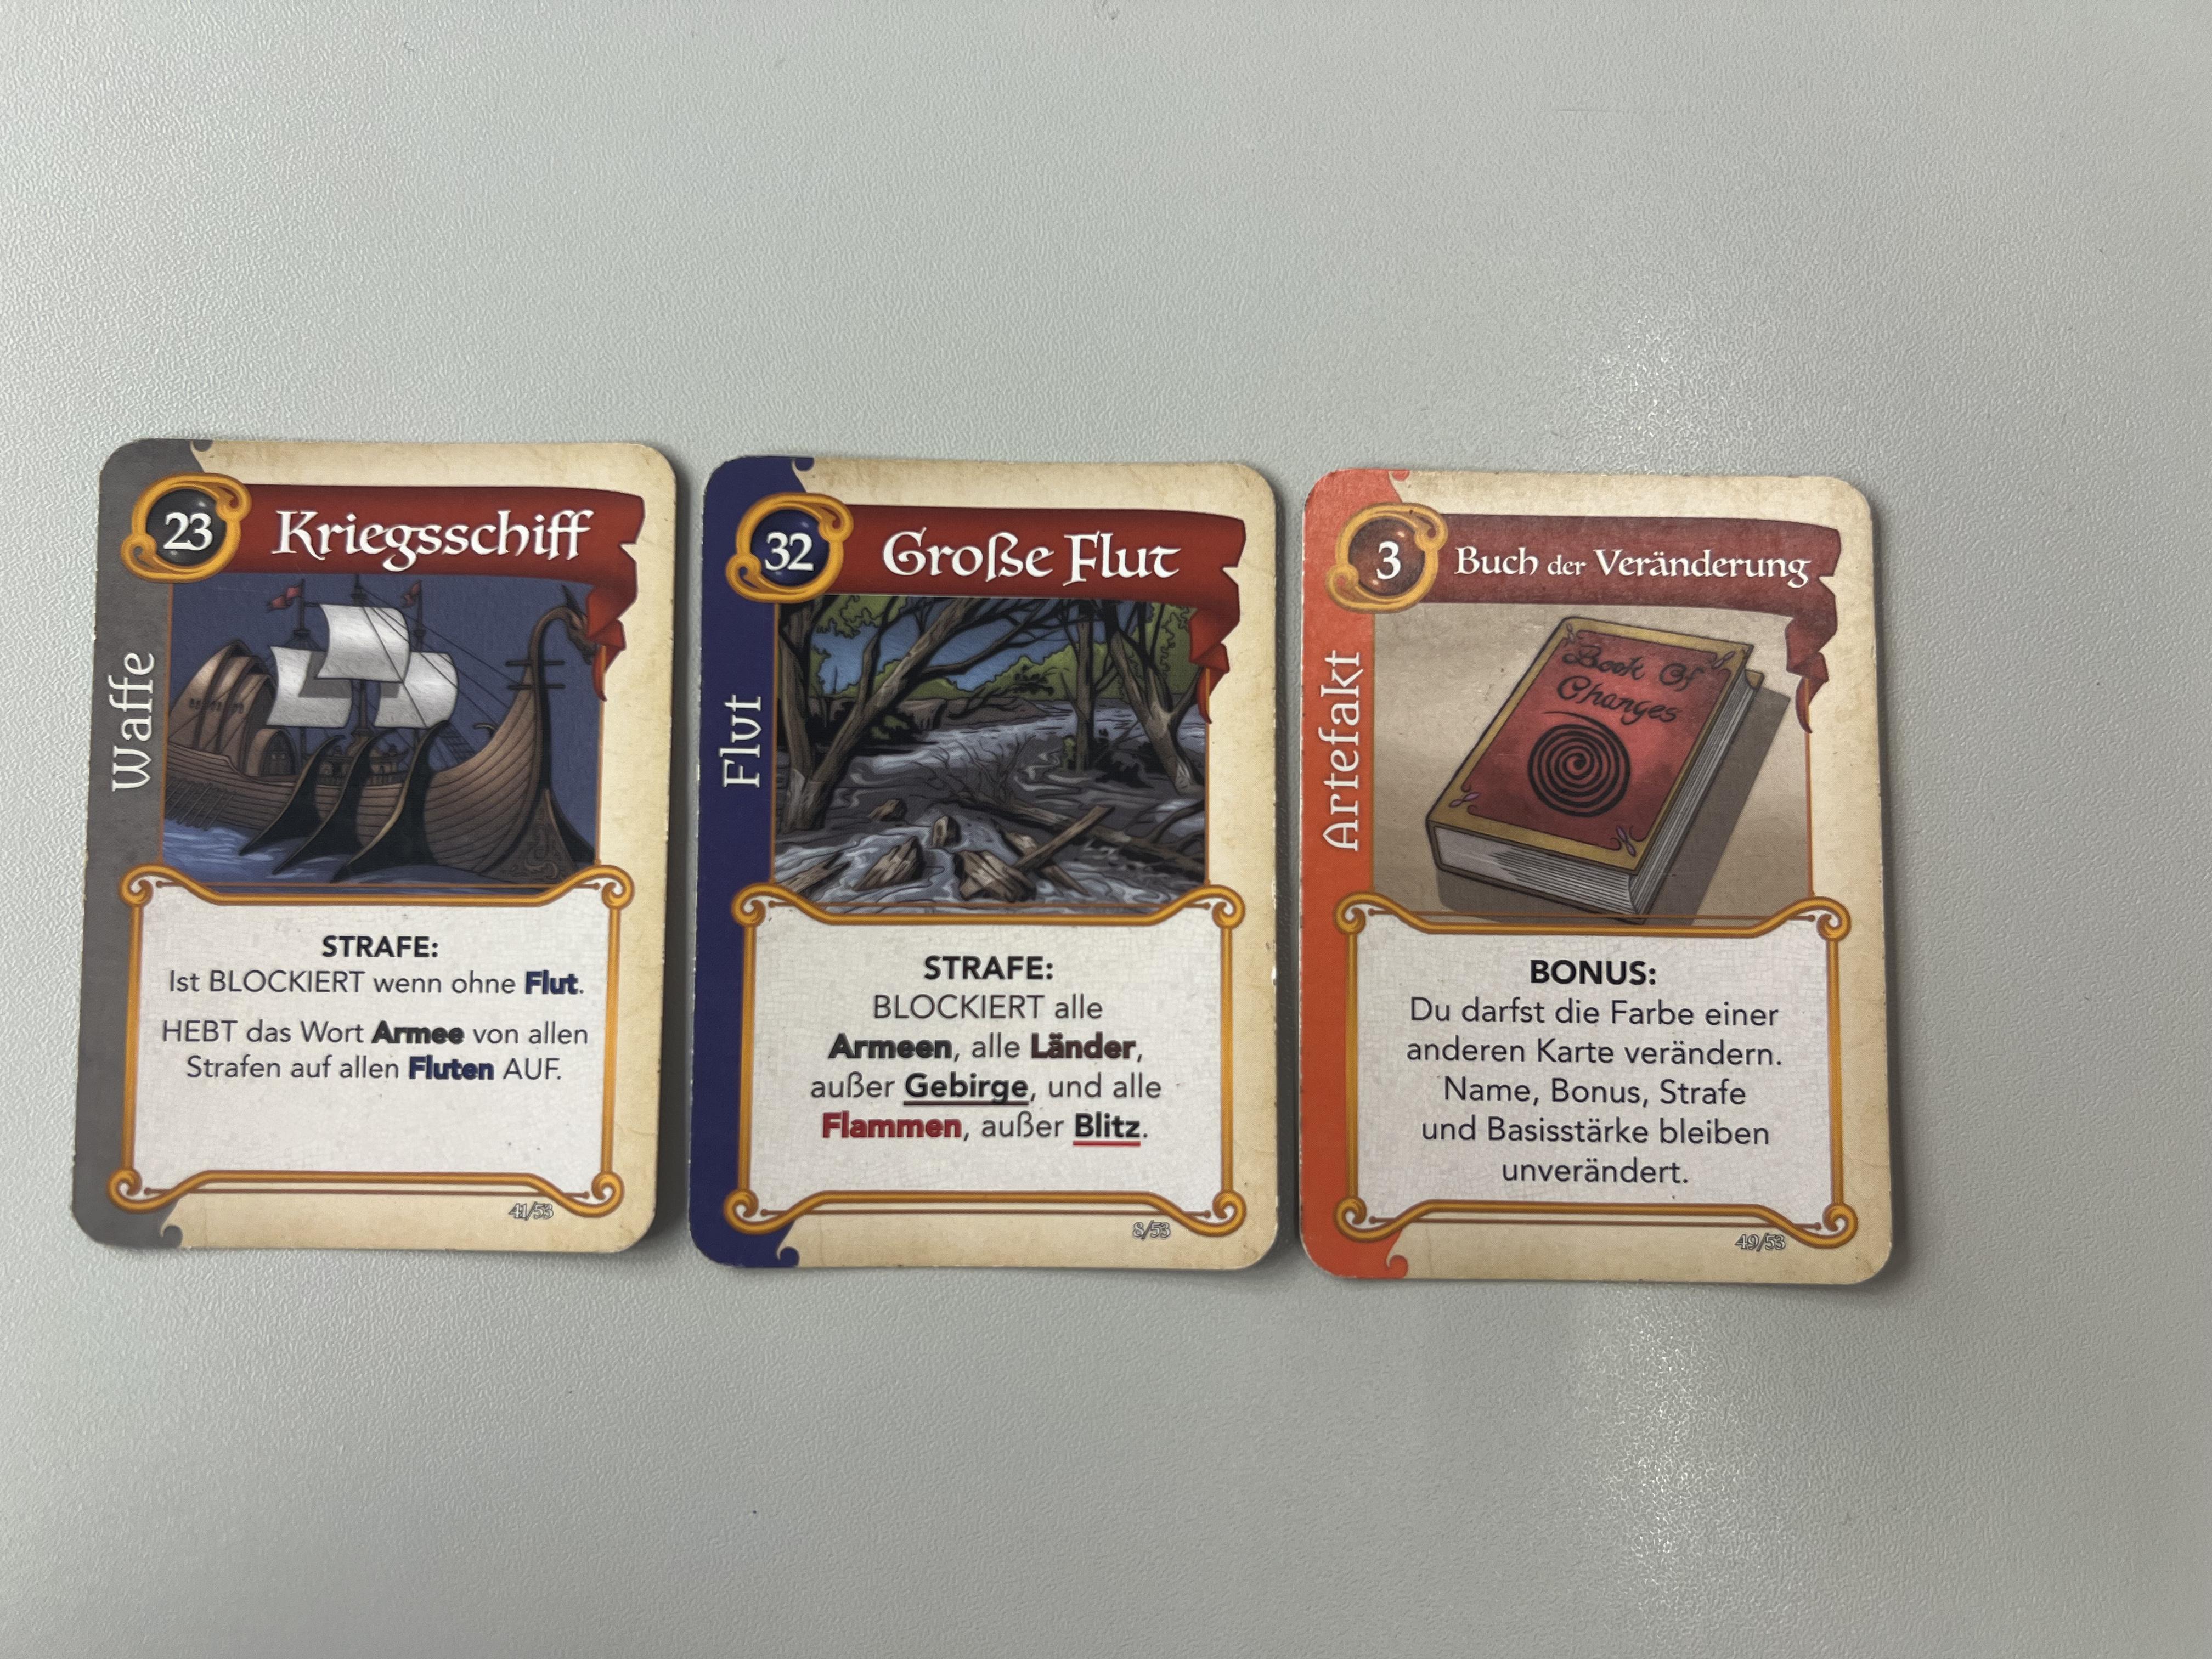 Waffe
23
Kriegsschiff
STRAFE:
Ist BLOCKIERT wenn ohne Flut.
HEBT das Wort Armee von allen
Strafen auf allen Fluten AUF.
41/53
Flut
32
Große Flut
STRAFE:
BLOCKIERT alle
Armeen, alle Länder,
außer Gebirge, und alle
Flammen, außer Blitz.
8/53
Artefakt
3
Buch der Veränderung
Book Of
Changes
BONUS:
Du darfst die Farbe einer
anderen Karte verändern.
Name, Bonus, Strafe
und Basisstärke bleiben
unverändert.
49/53